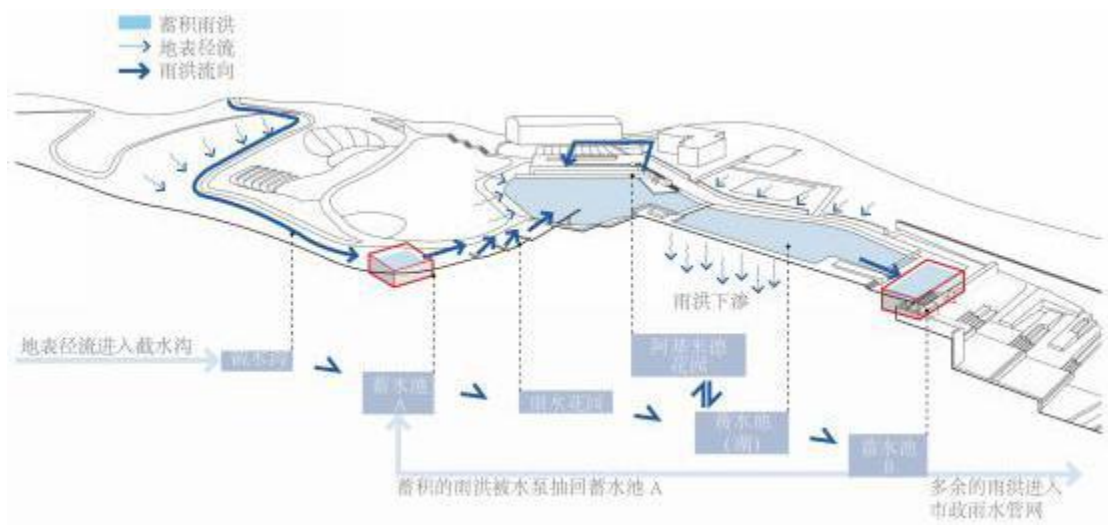 蓄积雨洪
地表径流
雨洪流向
雨洪下渗
地表径流进入截水沟
截水沟
蓄水池
A
雨水花园
阿基米德
花园
蓄水池
(湖)
蓄水池
B
蓄积的雨洪被水泵抽回蓄水池 A
多余的雨洪进入
市政雨水管网